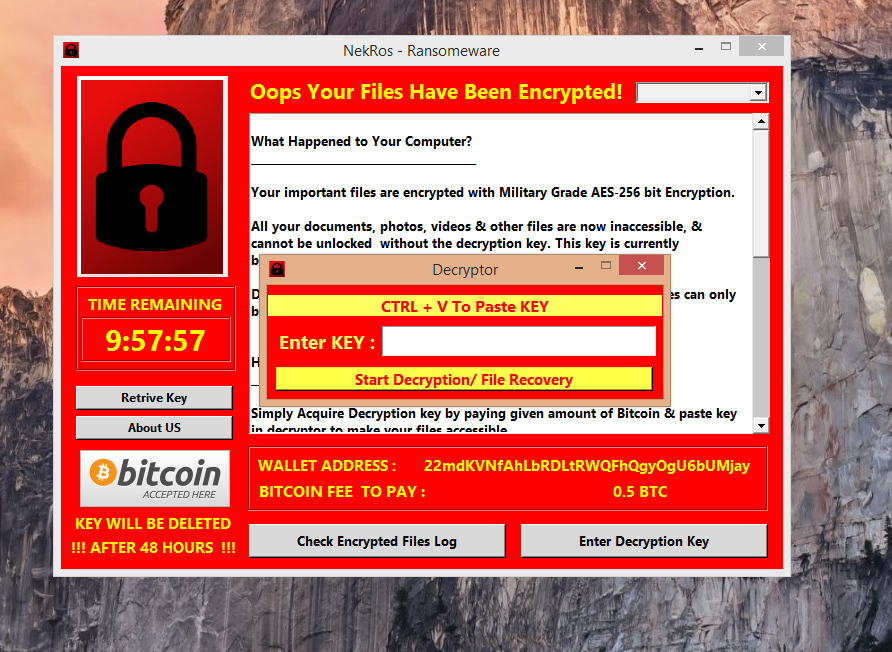 NekRos - Ransomeware
Oops Your Files Have Been Encrypted!
What Happened to Your Computer?
Your important files are encrypted with Military Grade AES-256 bit Encryption.
All your documents, photos, videos & other files are now inaccessible, &
cannot be unlocked  without the decryption key. This key is currently
Decryptor
CTRL + V To Paste KEY
Enter KEY :
Start Decryption/ File Recovery
can only
Simply Acquire Decryption key by paying given amount of Bitcoin & paste key
in decryptor to make your files accessible
TIME REMAINING
9:57:57
Retrive Key
About US
bitcoin
ACCEPTED HERE
KEY WILL BE DELETED
!!! AFTER 48 HOURS !!!
WALLET ADDRESS : 22mdKVNfAhLbRDLtRWQFhQgyOgU6bUMjay
BITCOIN FEE TO PAY : 0.5 BTC
Check Encrypted Files Log
Enter Decryption Key